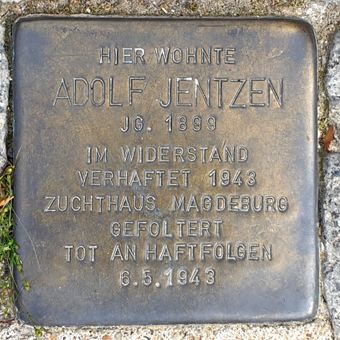 HIER WOHNTE
ADOLF JENTZEN
JG. 1899
IM WIDERSTAND
VERHAFTET 1943
ZUCHTHAUS MAGDEBURG
GEFOLTERT
TOT AN HAFTFOLGEN
6.5.1943